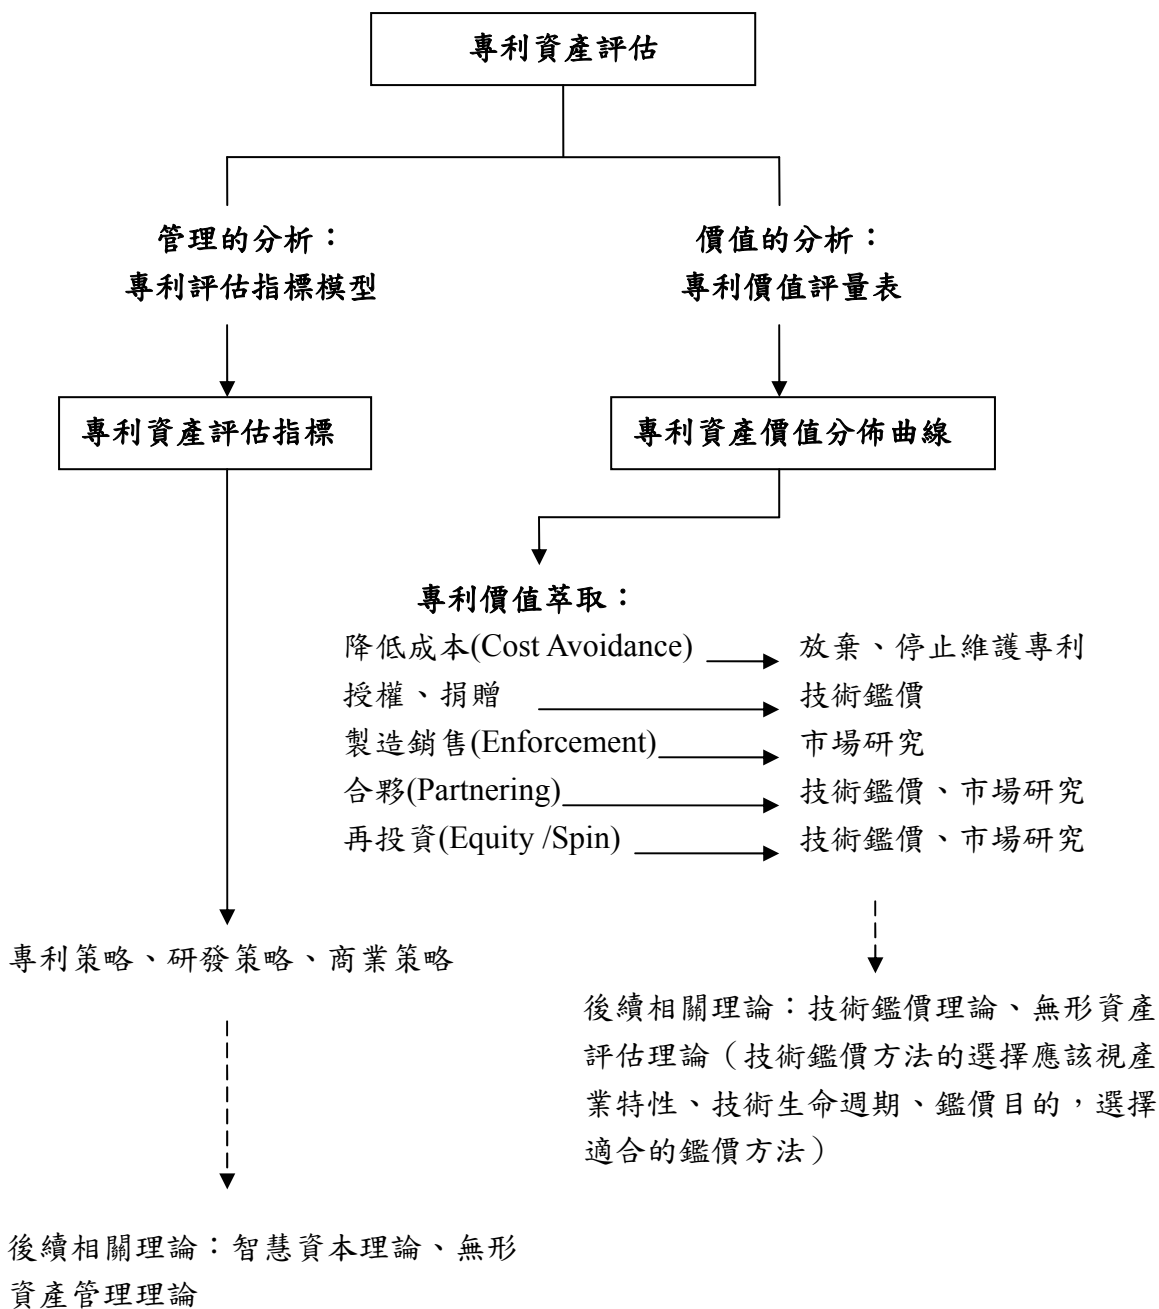 專利資產評估
管理的分析：
專利評估指標模型
價值的分析：
專利價值評量表
專利資產評估指標
專利資產價值分佈曲線
專利價值萃取：
降低成本(Cost Avoidance) 放棄、停止維護專利
授權、捐贈 技術鑑價
製造銷售(Enforcement) 市場研究
合夥(Partnering) 技術鑑價、市場研究
再投資(Equity /Spin) 技術鑑價、市場研究
專利策略、研發策略、商業策略
後續相關理論：技術鑑價理論、無形資產
評估理論（技術鑑價方法的選擇應該視產
業特性、技術生命週期、鑑價目的，選擇
適合的鑑價方法）
後續相關理論：智慧資本理論、無形
資產管理理論